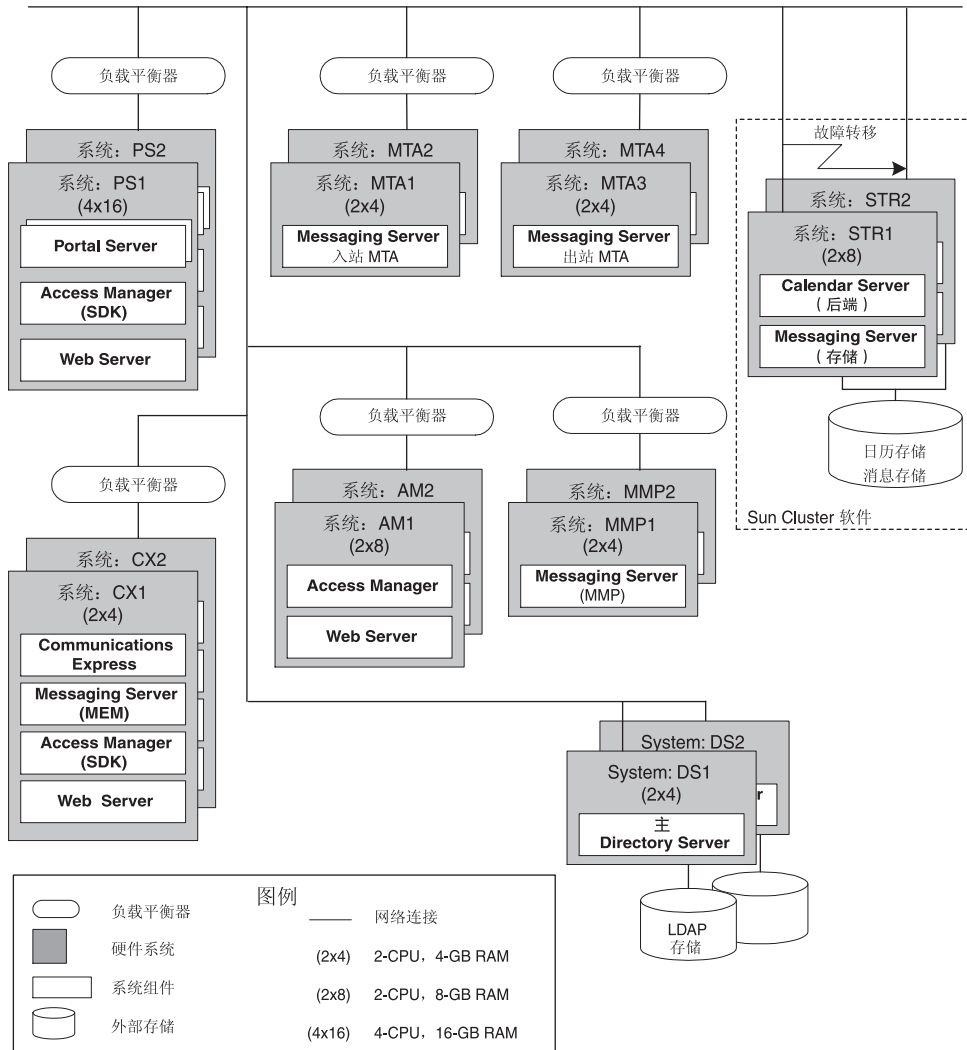 负载平衡器
系统：PS2
系统：PS1
(4x16)
Portal Server
Access Manager
(SDK)
Web Server
负载平衡器
系统：MTA2
系统：MTA1
(2x4)
Messaging Server
入站 MTA
负载平衡器
系统：MTA4
系统：MTA3
(2x4)
Messaging Server
出站 MTA
故障转移
系统：STR2
系统：STR1
(2x8)
Calendar Server
（后端）
Messaging Server
（存储）
日历存储
消息存储
Sun Cluster 软件
负载平衡器
系统：CX2
系统：CX1
(2x4)
Communications
Express
Messaging Server
(MEM)
Access Manager
(SDK)
Web Server
负载平衡器
系统：AM2
系统：AM1
(2x8)
Access Manager
Web Server
负载平衡器
系统：MMP2
系统：MMP1
(2x4)
Messaging Server
(MMP)
System: DS2
r
System: DS1
(2x4)
主
Directory Server
LDAP
存储
图例
负载平衡器
硬件系统
系统组件
外部存储
网络连接
(2x4) 2-CPU，4-GB RAM
(2x8) 2-CPU，8-GB RAM
(4x16) 4-CPU，16-GB RAM